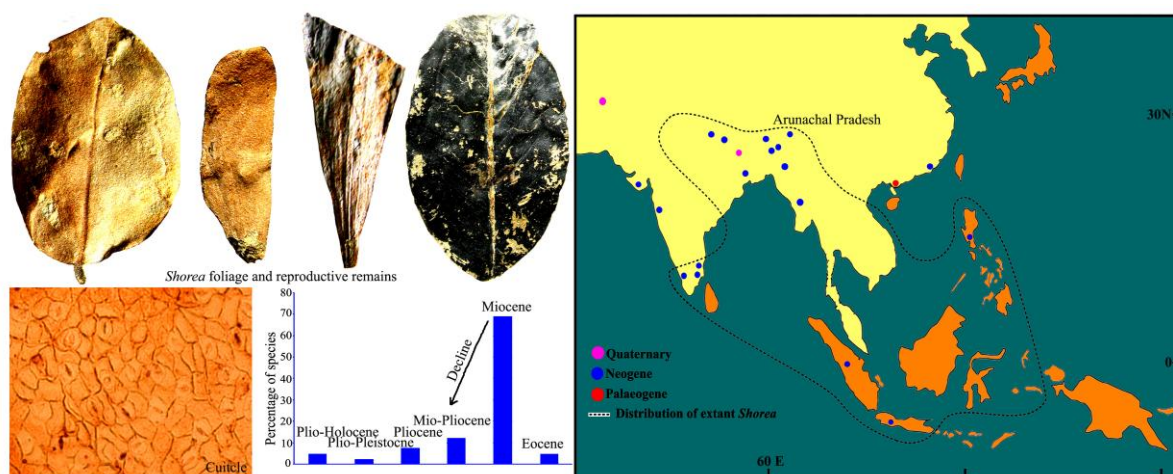 Shorea foliage and reproductive remains
Cuticle
Percentage of species
80
70
60
50
40
30
20
10
0
Plio-Holocene
Plio-Pleistocne
Pliocene
Mio-Pliocene
Miocene
Eocene
Decline
Arunachal Pradesh
30N
0
60 E
Quaternary
Neogene
Palaeogene
Distribution of extant Shorea